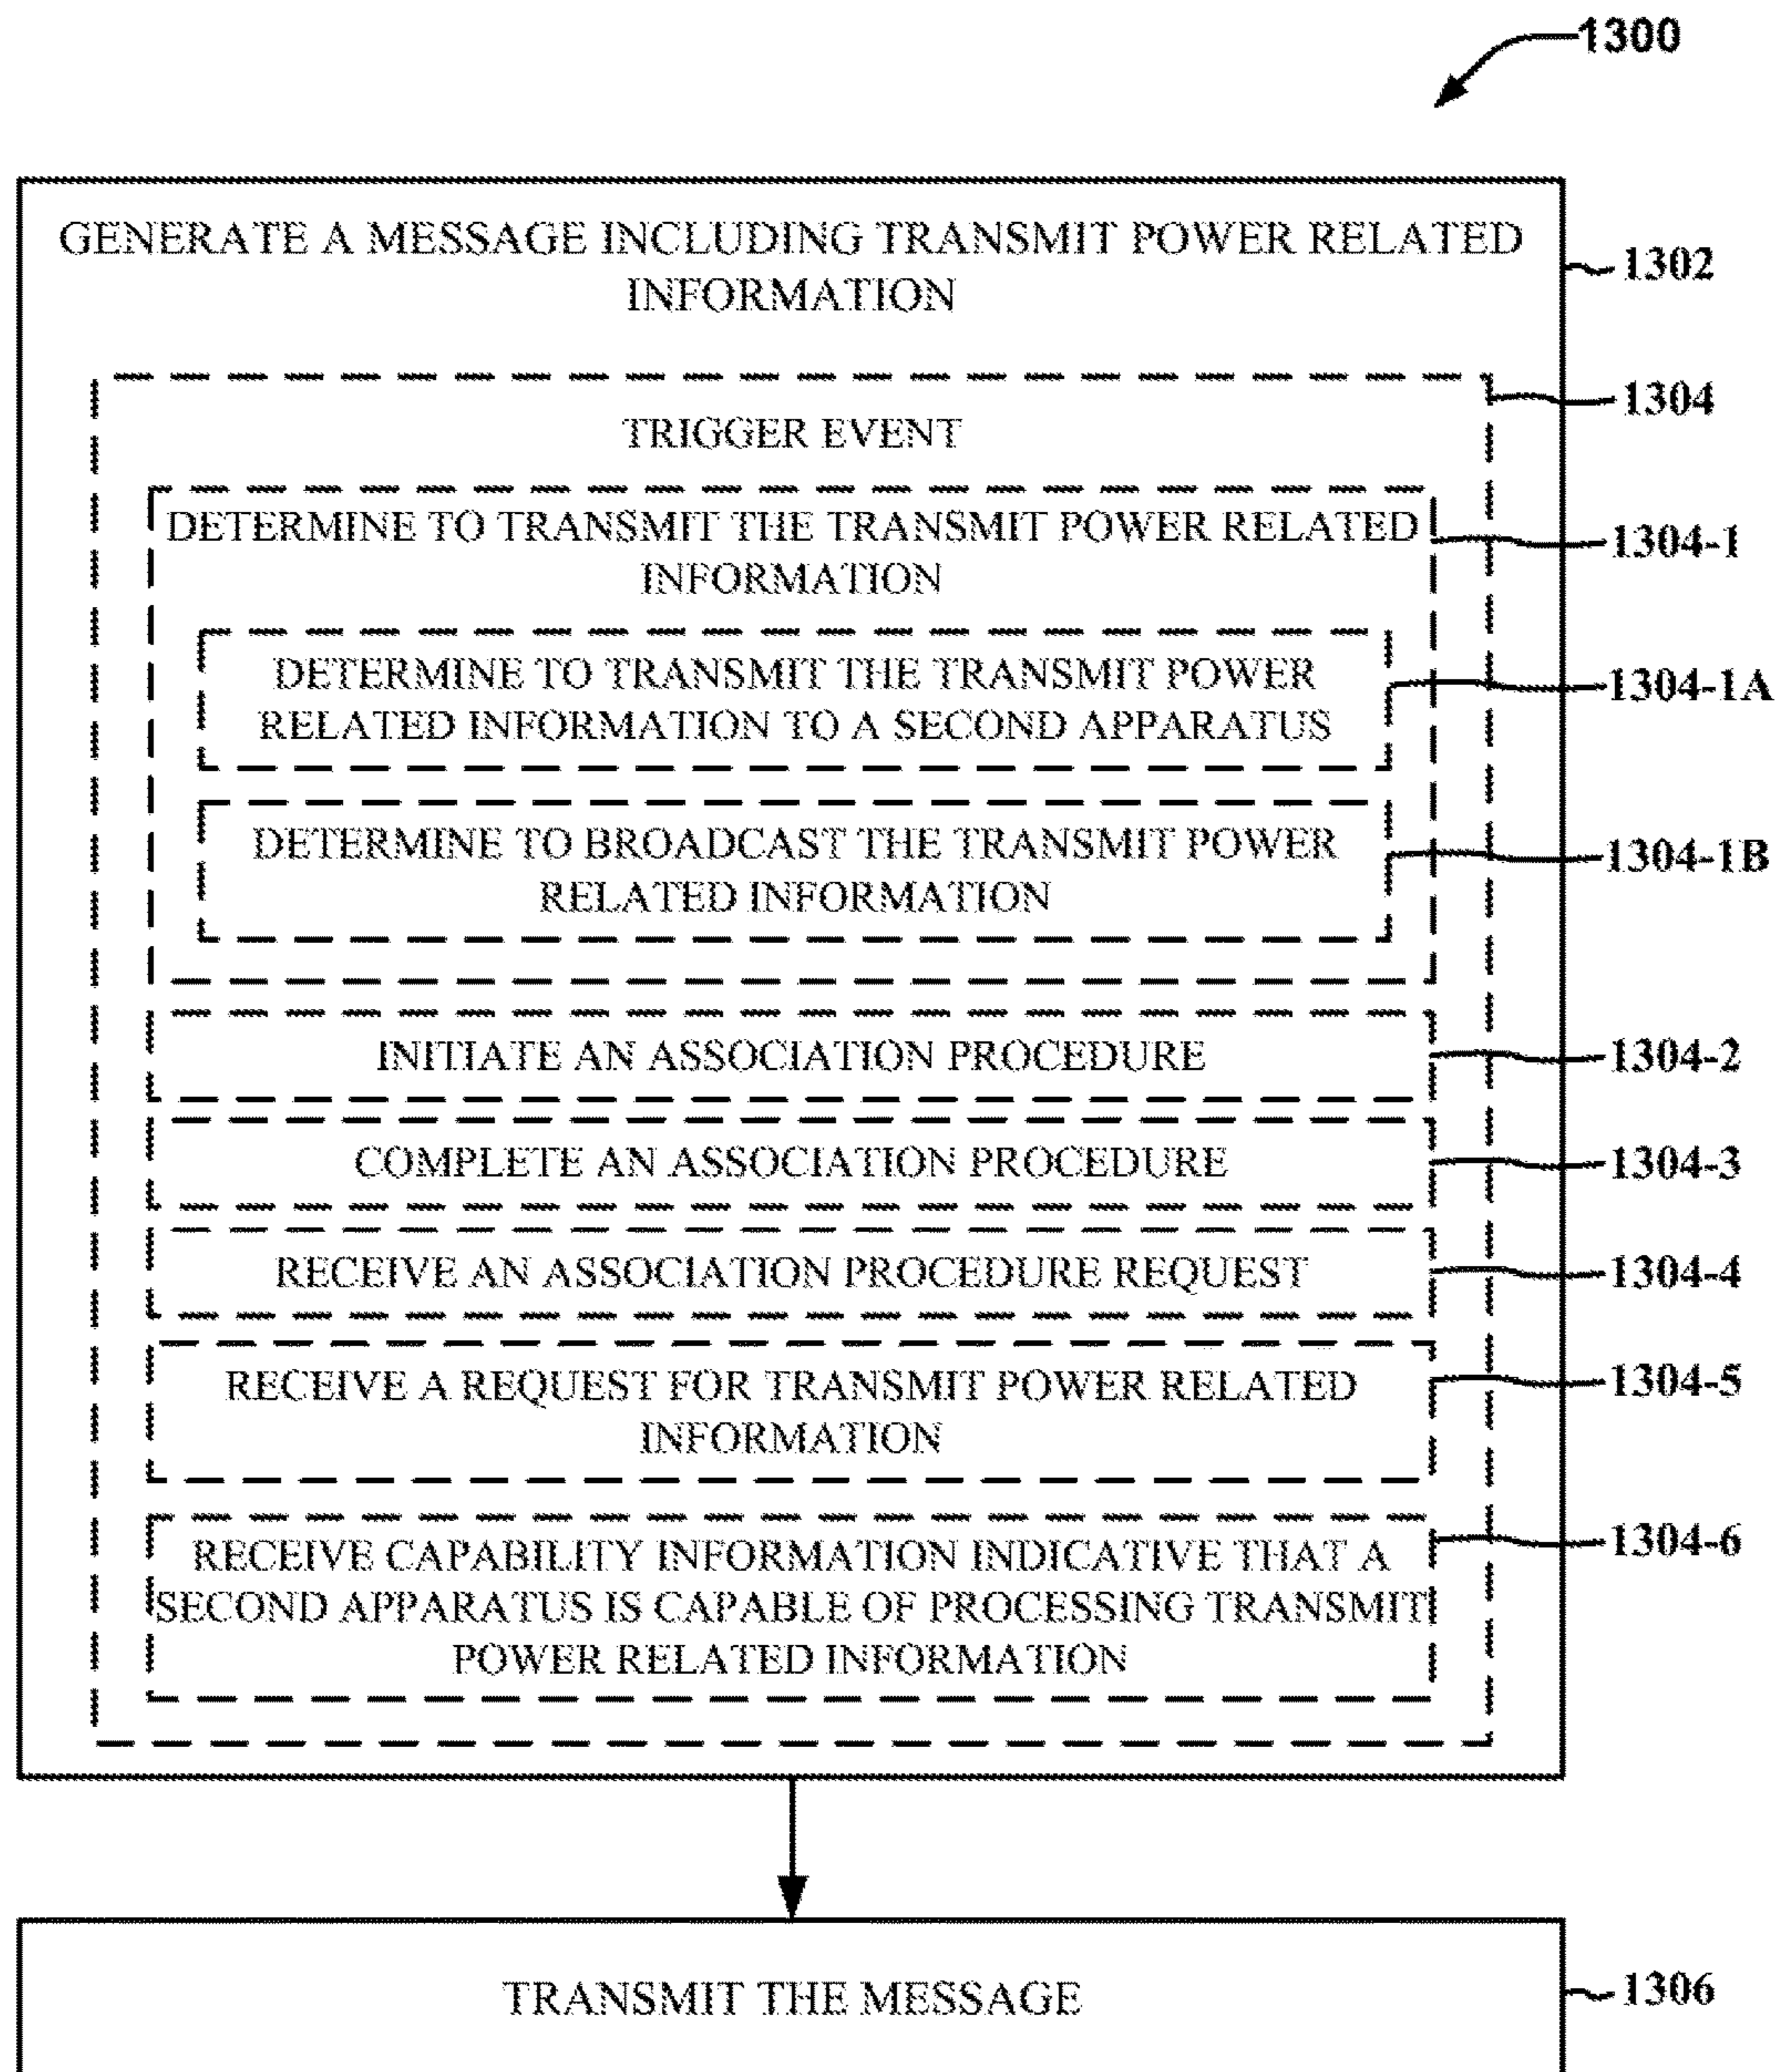 1300
GENERATE A MESSAGE INCLUDING TRANSMIT POWER RELATED
INFORMATION
1302
1304
TRIGGER EVENT
DETERMINE TO TRANSMIT THE TRANSMIT POWER RELATED
INFORMATION
1304-1
DETERMINE TO TRANSMIT THE TRANSMIT POWER
RELATED INFORMATION TO A SECOND APPARATUS
1304-1A
DETERMINE TO BROADCAST THE TRANSMIT POWER
RELATED INFORMATION
1304-1B
INITIATE AN ASSOCIATION PROCEDURE
1304-2
COMPLETE AN ASSOCIATION PROCEDURE
1304-3
RECEIVE AN ASSOCIATION PROCEDURE REQUEST
1304-4
RECEIVE A REQUEST FOR TRANSMIT POWER RELATED
INFORMATION
1304-5
RECEIVE CAPABILITY INFORMATION INDICATIVE THAT A
SECOND APPARATUS IS CAPABLE OF PROCESSING TRANSMIT
POWER RELATED INFORMATION
1304-6
TRANSMIT THE MESSAGE
1306